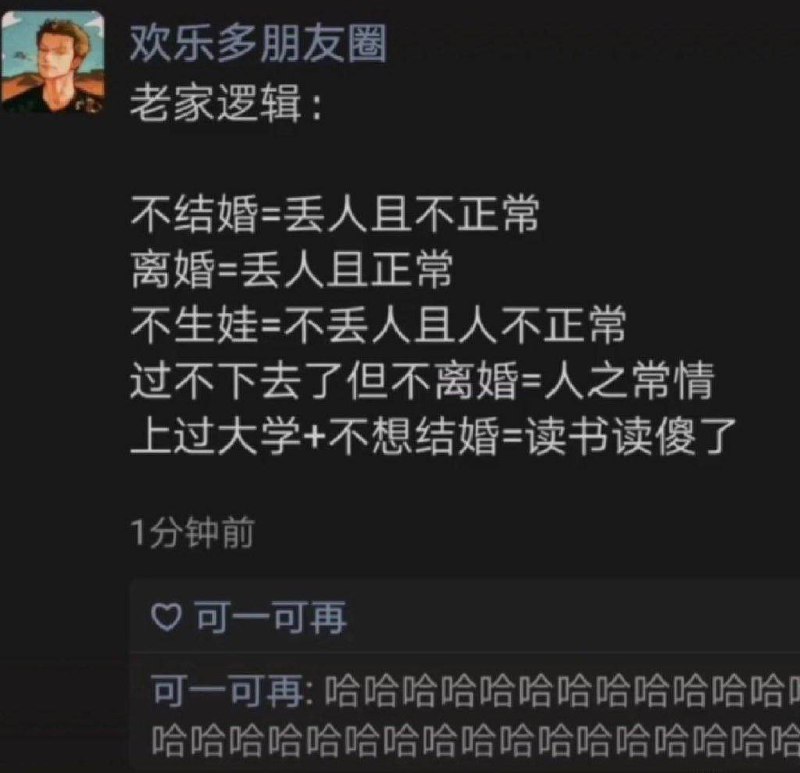 欢乐多朋友圈
老家逻辑：
不结婚=丢人且不正常
离婚=丢人且正常
不生娃=不丢人且人不正常
过不下去了但不离婚=人之常情
上过大学+不想结婚=读书读傻了
1分钟前
♡ 可一可再
可一可再: 哈哈哈哈哈哈哈哈哈哈哈哈
哈哈哈哈哈哈哈哈哈哈哈哈哈哈哈哈哈